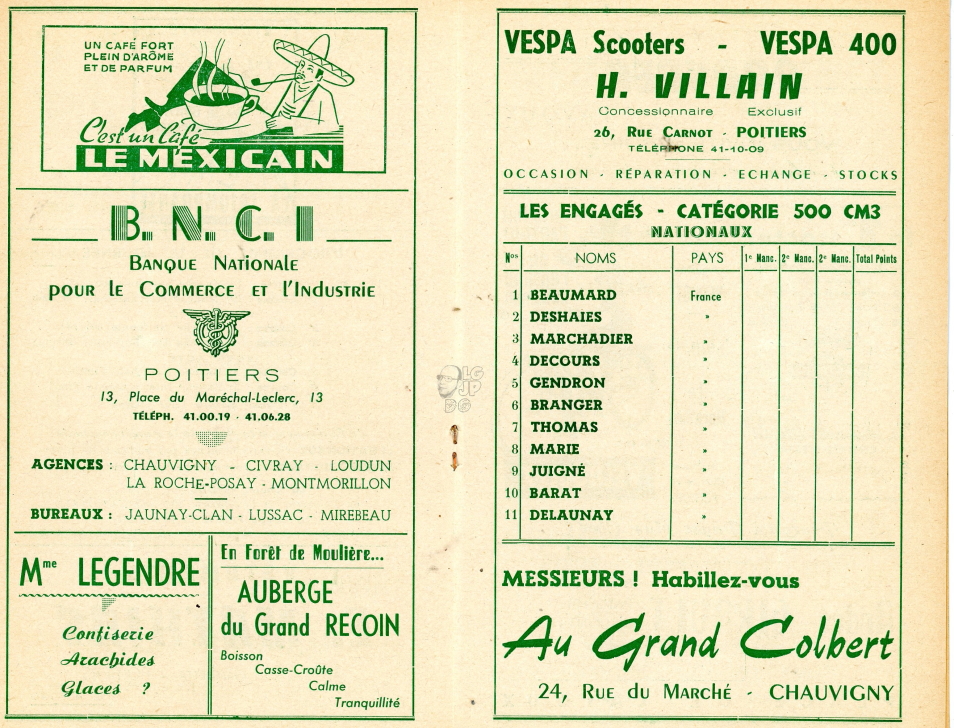 UN CAFÉ FORT
PLEIN D'ARÔME
ET DE PARFUM
C'est un Café
LE MEXICAIN
B. N. C. I
BANQUE NATIONALE
POUR LE COMMERCE ET L'INDUSTRIE
POITIERS
13, Place du Maréchal-Leclerc, 13
TÉLÉPH. 41.00.19 - 41.06.28
AGENCES : CHAUVIGNY - CIVRAY - LOUDUN
LA ROCHE-POSAY - MONTMORILLON
BUREAUX : JAUNAY-CLAN - LUSSAC - MIREBEAU
Mme LEGENDRE
Confiserie
Arachides
Glaces ?
En Forêt de Moulière...
AUBERGE
du Grand RECOIN
Boisson
Casse-Croûte
Calme
Tranquillité
LG
JP
DG
VESPA Scooters - VESPA 400
H. VILLAIN
Concessionnaire Exclusif
26, RUE CARNOT - POITIERS
TÉLÉPHONE 41-10-09
OCCASION - RÉPARATION - ECHANGE - STOCKS
LES ENGAGÉS - CATÉGORIE 500 CM3
NATIONAUX
Nos NOMS PAYS 1e Manc. 2e Manc. 2e Manc. Total Points
1 BEAUMARD France
2 DESHAIES »
3 MARCHADIER »
4 DECOURS »
5 GENDRON »
6 BRANGER »
7 THOMAS »
8 MARIE »
9 JUIGNÉ »
10 BARAT »
11 DELAUNAY »
MESSIEURS ! Habillez-vous
Au Grand Colbert
24, RUE DU MARCHÉ - CHAUVIGNY